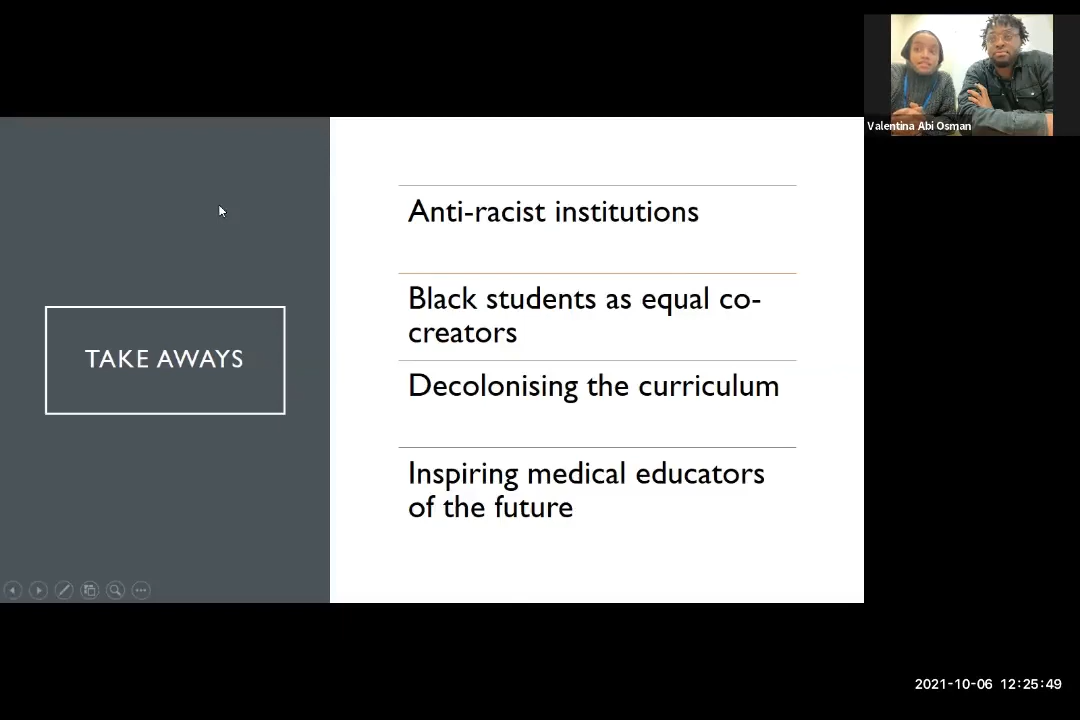 Valentina Abi Osman
TAKE AWAYS
Anti-racist institutions
Black students as equal co-
creators
Decolonising the curriculum
Inspiring medical educators
of the future
2021-10-06 12:25:49